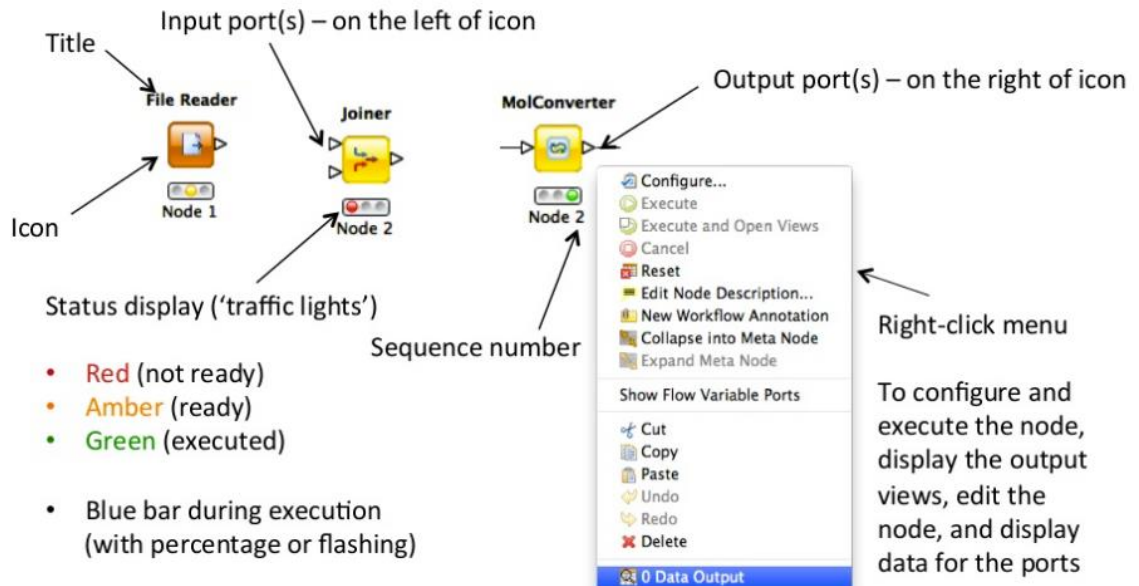 Input port(s) – on the left of icon
Title
Output port(s) – on the right of icon
File Reader
Joiner
MolConverter
Node 1
Node 2
Node 2
Icon
Status display (‘traffic lights’)
Sequence number
• Red (not ready)
• Amber (ready)
• Green (executed)
• Blue bar during execution
(with percentage or flashing)
Configure...
Execute
Execute and Open Views
Cancel
Reset
Edit Node Description...
New Workflow Annotation
Collapse into Meta Node
Expand Meta Node
Show Flow Variable Ports
Cut
Copy
Paste
Undo
Redo
Delete
0 Data Output
Right-click menu
To configure and
execute the node,
display the output
views, edit the
node, and display
data for the ports